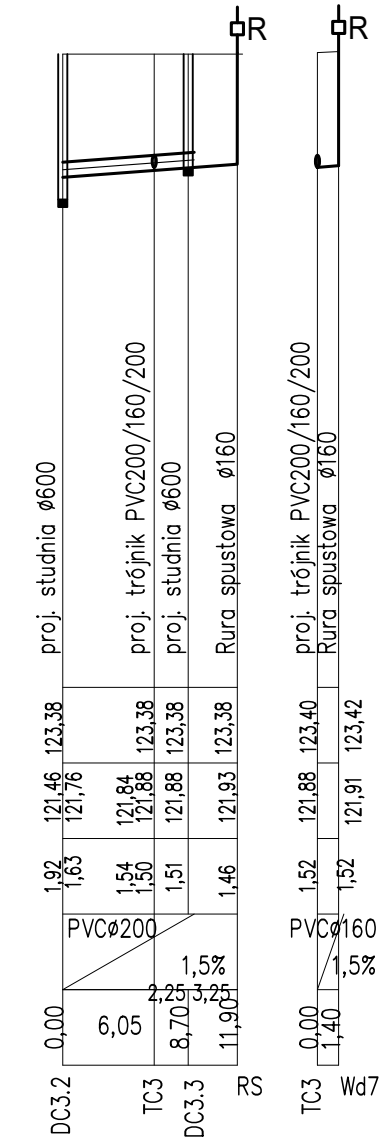 R
R
proj. studnia ø600
proj. trójnik PVC200/160/200
proj. studnia ø600
Rura spustowa ø160
proj. trójnik PVC200/160/200
Rura spustowa ø160
123,38
123,38
123,38
123,38
123,40
123,42
121,46
121,76
121,84
121,88
121,88
121,93
121,88
121,91
1,92
1,63
1,54
1,50
1,51
1,46
1,52
1,52
PVCø200
1,5%
PVCø160
1,5%
0,00
6,05
2,25
3,25
8,70
11,90
0,00
1,40
DC3.2
TC3
DC3.3
RS
TC3
Wd7